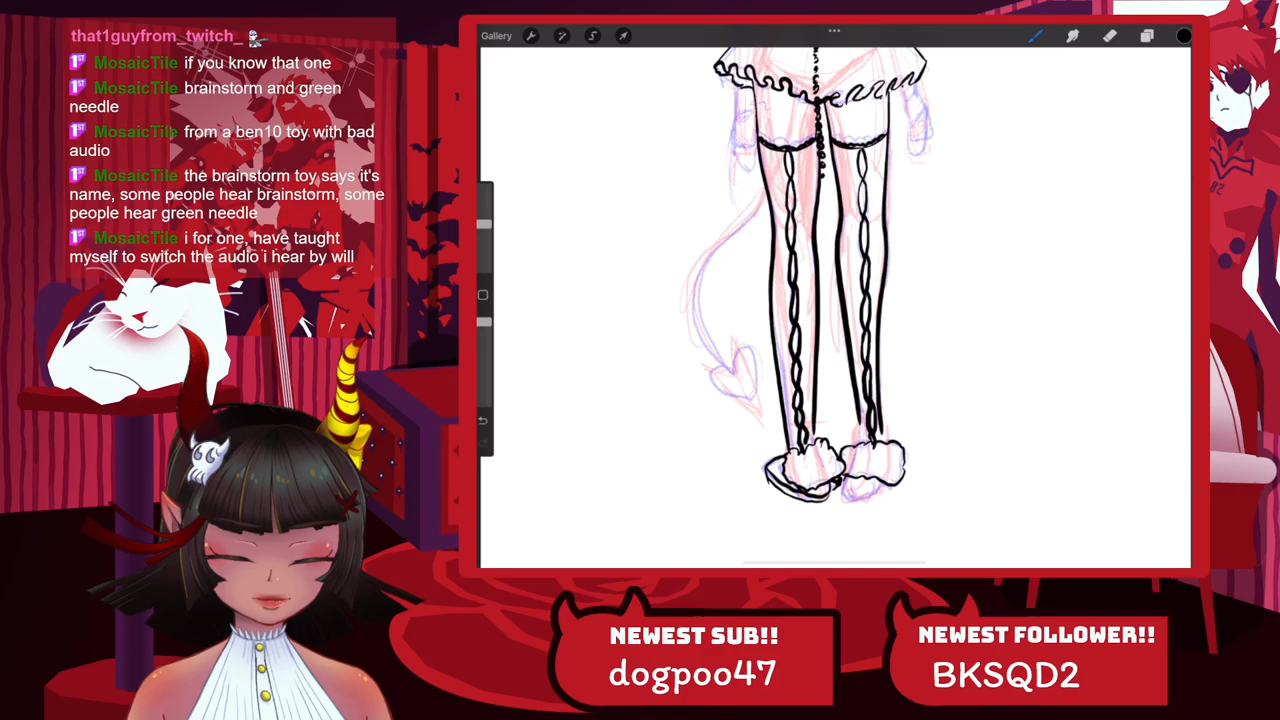 that1guyfrom_twitch_
MosaicTile if you know that one
MosaicTile brainstorm and green
needle
MosaicTile from a ben10 toy with bad
audio
MosaicTile the brainstorm toy says it's
name, some people hear brainstorm, some
people hear green needle
MosaicTile i for one, have taught
myself to switch the audio i hear by will
Gallery
NEWEST SUB!!
dogpoo47
NEWEST FOLLOWER!!
BKSQD2